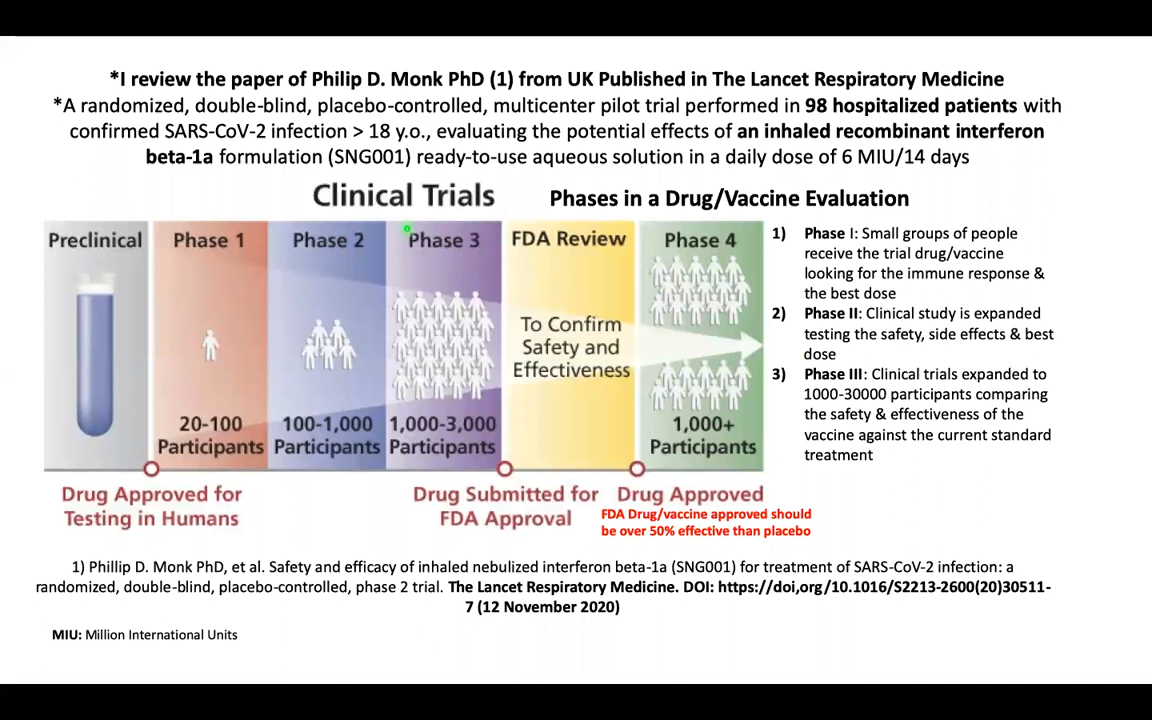 *I review the paper of Philip D. Monk PhD (1) from UK Published in The Lancet Respiratory Medicine
*A randomized, double-blind, placebo-controlled, multicenter pilot trial performed in 98 hospitalized patients with
confirmed SARS-CoV-2 infection > 18 y.o., evaluating the potential effects of an inhaled recombinant interferon
beta-1a formulation (SNG001) ready-to-use aqueous solution in a daily dose of 6 MIU/14 days
Clinical Trials
Phases in a Drug/Vaccine Evaluation
Preclinical
Phase 1
Phase 2
Phase 3
FDA Review
Phase 4
To Confirm
Safety and
Effectiveness
20-100
Participants
100-1,000
Participants
1,000-3,000
Participants
1,000+
Participants
Drug Approved for
Testing in Humans
Drug Submitted for
FDA Approval
Drug Approved
FDA Drug/vaccine approved should
be over 50% effective than placebo
1) Phase I: Small groups of people
receive the trial drug/vaccine
looking for the immune response &
the best dose
2) Phase II: Clinical study is expanded
testing the safety, side effects & best
dose
3) Phase III: Clinical trials expanded to
1000-30000 participants comparing
the safety & effectiveness of the
vaccine against the current standard
treatment
1) Phillip D. Monk PhD, et al. Safety and efficacy of inhaled nebulized interferon beta-1a (SNG001) for treatment of SARS-CoV-2 infection: a
randomized, double-blind, placebo-controlled, phase 2 trial. The Lancet Respiratory Medicine. DOI: https://doi,org/10.1016/S2213-2600(20)30511-
7 (12 November 2020)
MIU: Million International Units